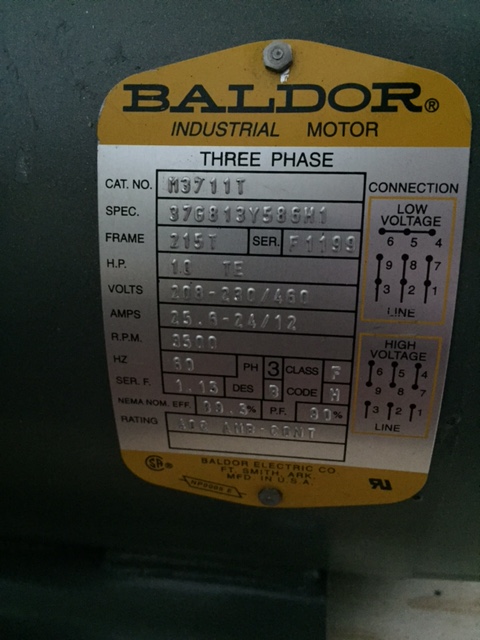 BALDOR®
INDUSTRIAL MOTOR
THREE PHASE
CAT. NO. M3711T
SPEC. 37G813Y586H1
FRAME 215T SER. F1199
H.P. 10 TE
VOLTS 208-230/460
AMPS 25.6-24/12
R.P.M. 3500
HZ 60 PH 3 CLASS F
SER. F. 1.15 DES B CODE H
NEMA NOM. EFF. % P.F. 90%
RATING 40C AMB-CONT
CONNECTION
LOW
VOLTAGE
6 5 4
9 8 7
3 2 1
LINE
HIGH
VOLTAGE
6 5 4
9 8 7
3 2 1
LINE
BALDOR ELECTRIC CO.
FT. SMITH, ARK.
MFD. IN U.S.A.